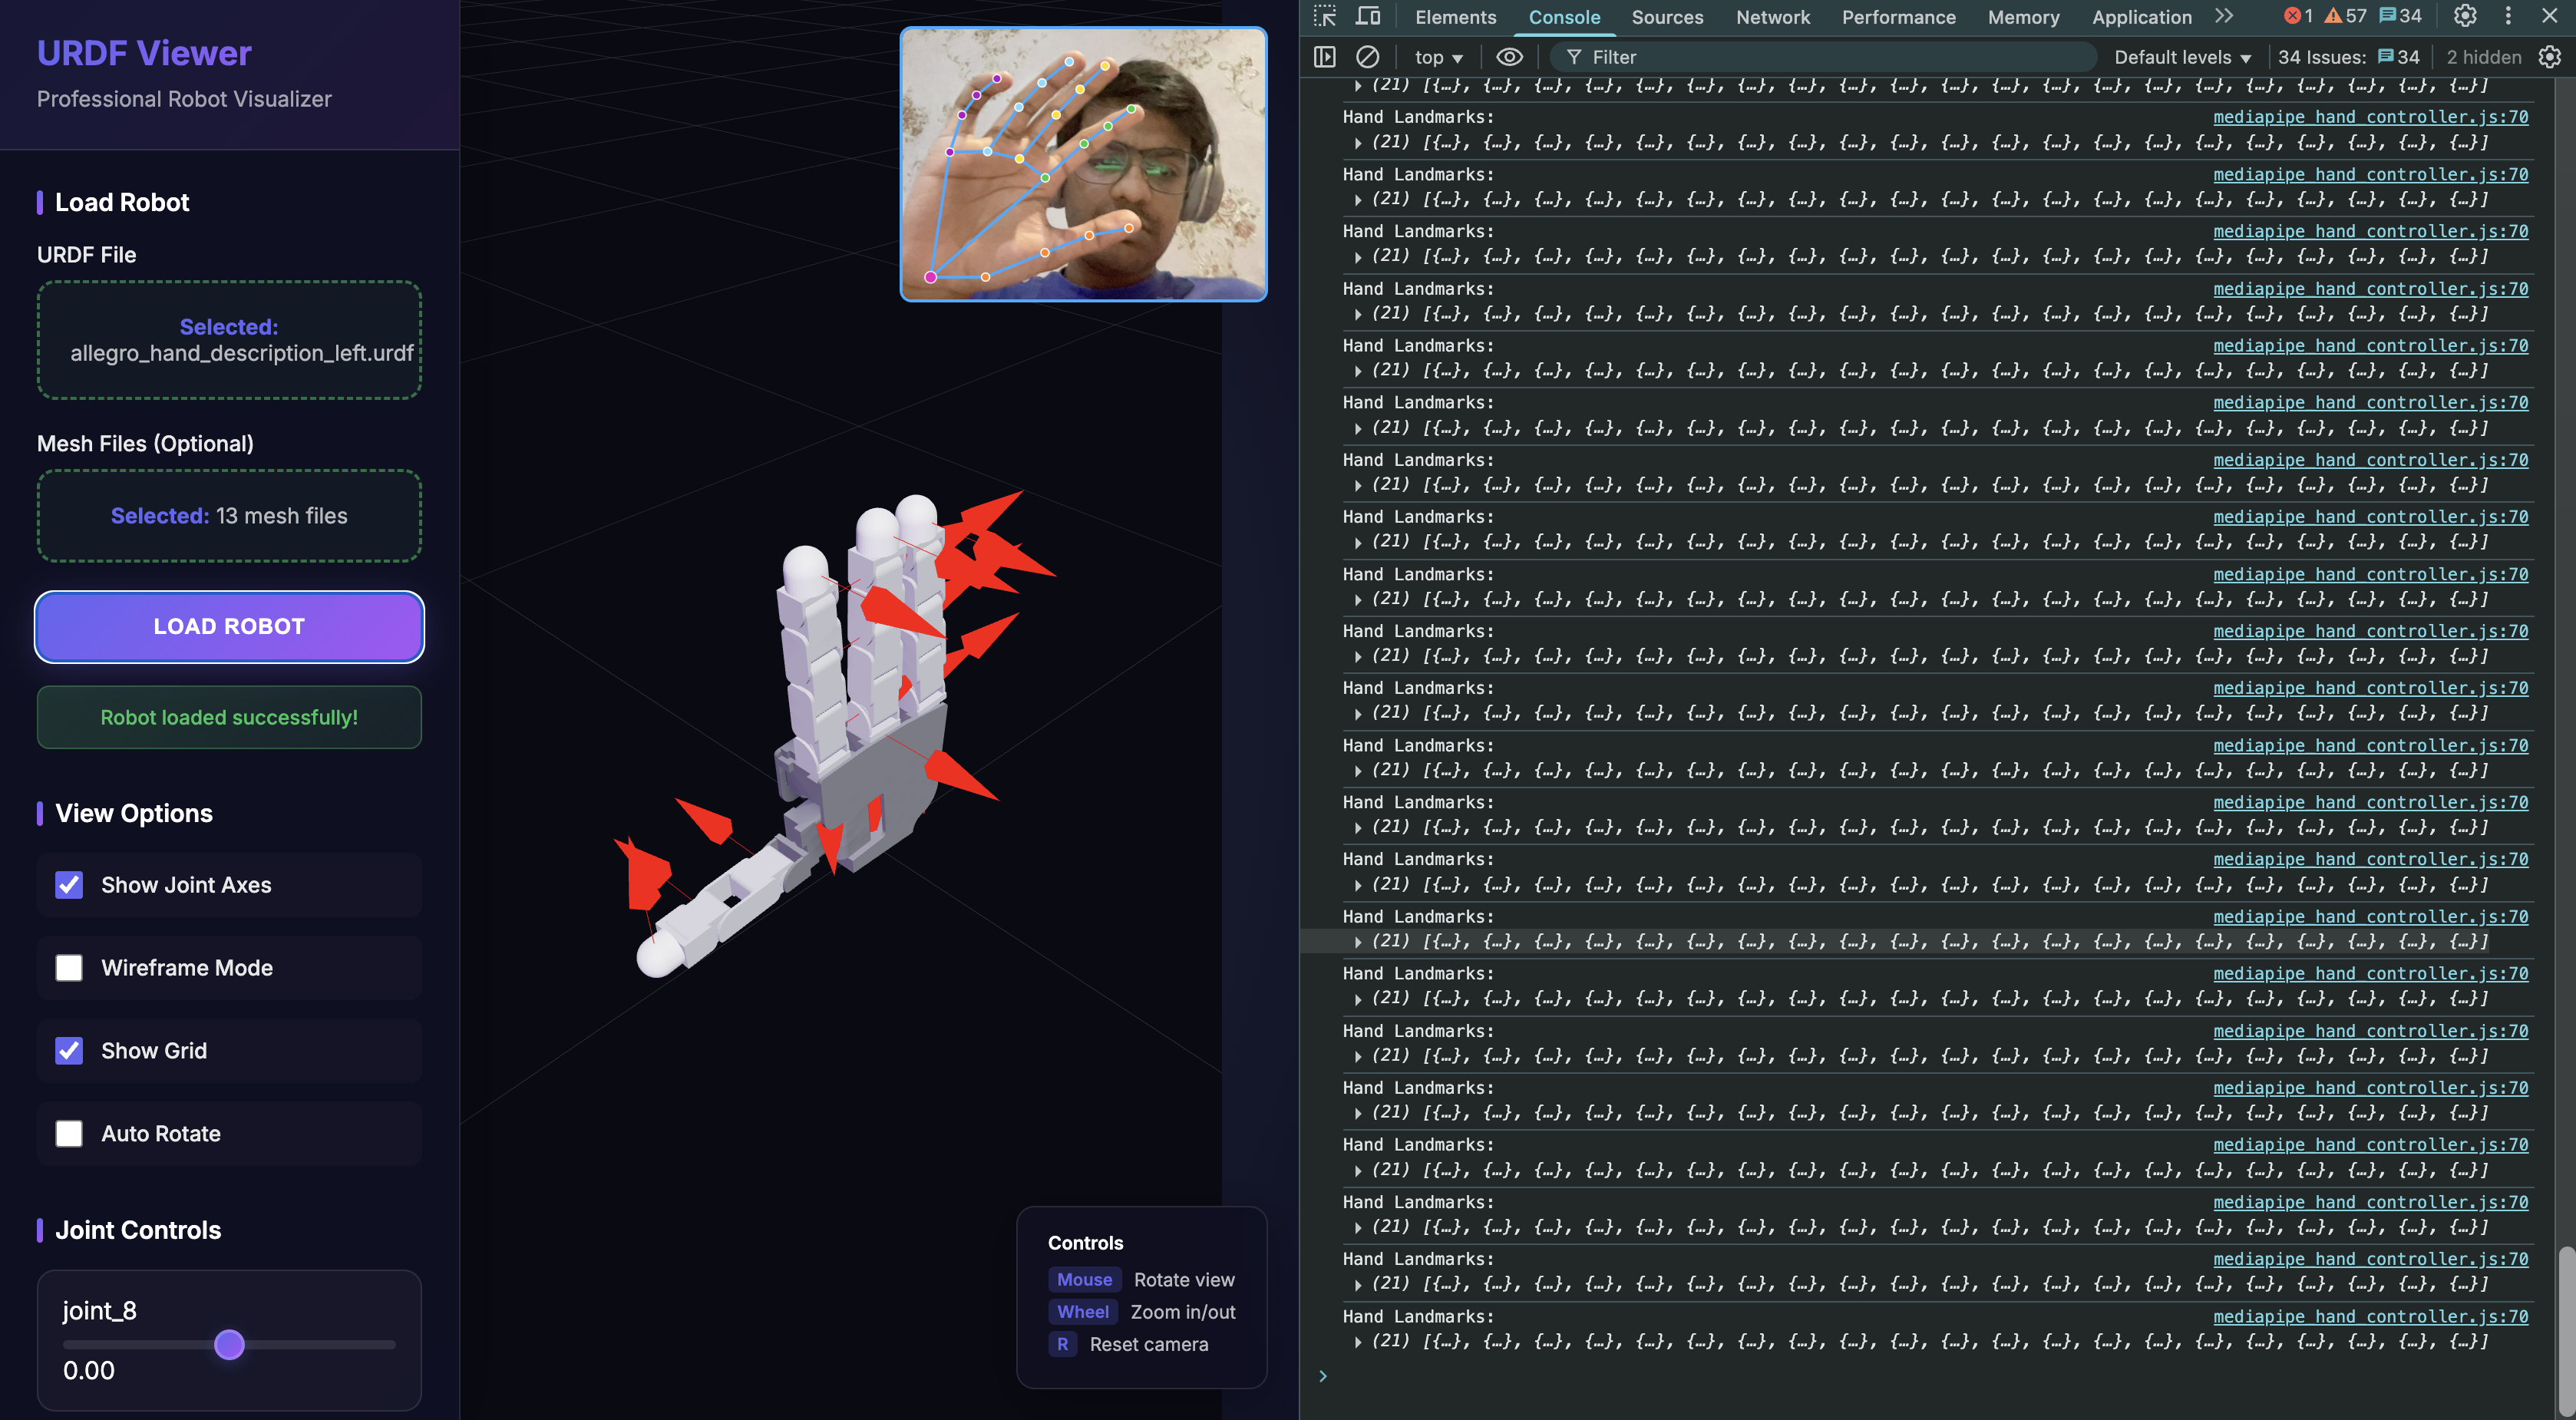 URDF Viewer
Professional Robot Visualizer
Load Robot
URDF File
Selected:
allegro_hand_description_left.urdf
Mesh Files (Optional)
Selected: 13 mesh files
LOAD ROBOT
Robot loaded successfully!
View Options
Show Joint Axes
Wireframe Mode
Show Grid
Auto Rotate
Joint Controls
joint_8
0.00
Controls
Mouse Rotate view
Wheel Zoom in/out
R Reset camera
Elements Console Sources Network Performance Memory Application 1 57 34
top Filter Default levels 34 Issues: 34 2 hidden
(21) [{…}, {…}, {…}, {…}, {…}, {…}, {…}, {…}, {…}, {…}, {…}, {…}, {…}, {…}, {…}, {…}, {…}, {…}, {…}, {…}, {…}]
Hand Landmarks: mediapipe_hand_controller.js:70
(21) [{…}, {…}, {…}, {…}, {…}, {…}, {…}, {…}, {…}, {…}, {…}, {…}, {…}, {…}, {…}, {…}, {…}, {…}, {…}, {…}, {…}]
Hand Landmarks: mediapipe_hand_controller.js:70
(21) [{…}, {…}, {…}, {…}, {…}, {…}, {…}, {…}, {…}, {…}, {…}, {…}, {…}, {…}, {…}, {…}, {…}, {…}, {…}, {…}, {…}]
Hand Landmarks: mediapipe_hand_controller.js:70
(21) [{…}, {…}, {…}, {…}, {…}, {…}, {…}, {…}, {…}, {…}, {…}, {…}, {…}, {…}, {…}, {…}, {…}, {…}, {…}, {…}, {…}]
Hand Landmarks: mediapipe_hand_controller.js:70
(21) [{…}, {…}, {…}, {…}, {…}, {…}, {…}, {…}, {…}, {…}, {…}, {…}, {…}, {…}, {…}, {…}, {…}, {…}, {…}, {…}, {…}]
Hand Landmarks: mediapipe_hand_controller.js:70
(21) [{…}, {…}, {…}, {…}, {…}, {…}, {…}, {…}, {…}, {…}, {…}, {…}, {…}, {…}, {…}, {…}, {…}, {…}, {…}, {…}, {…}]
Hand Landmarks: mediapipe_hand_controller.js:70
(21) [{…}, {…}, {…}, {…}, {…}, {…}, {…}, {…}, {…}, {…}, {…}, {…}, {…}, {…}, {…}, {…}, {…}, {…}, {…}, {…}, {…}]
Hand Landmarks: mediapipe_hand_controller.js:70
(21) [{…}, {…}, {…}, {…}, {…}, {…}, {…}, {…}, {…}, {…}, {…}, {…}, {…}, {…}, {…}, {…}, {…}, {…}, {…}, {…}, {…}]
Hand Landmarks: mediapipe_hand_controller.js:70
(21) [{…}, {…}, {…}, {…}, {…}, {…}, {…}, {…}, {…}, {…}, {…}, {…}, {…}, {…}, {…}, {…}, {…}, {…}, {…}, {…}, {…}]
Hand Landmarks: mediapipe_hand_controller.js:70
(21) [{…}, {…}, {…}, {…}, {…}, {…}, {…}, {…}, {…}, {…}, {…}, {…}, {…}, {…}, {…}, {…}, {…}, {…}, {…}, {…}, {…}]
Hand Landmarks: mediapipe_hand_controller.js:70
(21) [{…}, {…}, {…}, {…}, {…}, {…}, {…}, {…}, {…}, {…}, {…}, {…}, {…}, {…}, {…}, {…}, {…}, {…}, {…}, {…}, {…}]
Hand Landmarks: mediapipe_hand_controller.js:70
(21) [{…}, {…}, {…}, {…}, {…}, {…}, {…}, {…}, {…}, {…}, {…}, {…}, {…}, {…}, {…}, {…}, {…}, {…}, {…}, {…}, {…}]
Hand Landmarks: mediapipe_hand_controller.js:70
(21) [{…}, {…}, {…}, {…}, {…}, {…}, {…}, {…}, {…}, {…}, {…}, {…}, {…}, {…}, {…}, {…}, {…}, {…}, {…}, {…}, {…}]
Hand Landmarks: mediapipe_hand_controller.js:70
(21) [{…}, {…}, {…}, {…}, {…}, {…}, {…}, {…}, {…}, {…}, {…}, {…}, {…}, {…}, {…}, {…}, {…}, {…}, {…}, {…}, {…}]
Hand Landmarks: mediapipe_hand_controller.js:70
(21) [{…}, {…}, {…}, {…}, {…}, {…}, {…}, {…}, {…}, {…}, {…}, {…}, {…}, {…}, {…}, {…}, {…}, {…}, {…}, {…}, {…}]
Hand Landmarks: mediapipe_hand_controller.js:70
(21) [{…}, {…}, {…}, {…}, {…}, {…}, {…}, {…}, {…}, {…}, {…}, {…}, {…}, {…}, {…}, {…}, {…}, {…}, {…}, {…}, {…}]
Hand Landmarks: mediapipe_hand_controller.js:70
(21) [{…}, {…}, {…}, {…}, {…}, {…}, {…}, {…}, {…}, {…}, {…}, {…}, {…}, {…}, {…}, {…}, {…}, {…}, {…}, {…}, {…}]
Hand Landmarks: mediapipe_hand_controller.js:70
(21) [{…}, {…}, {…}, {…}, {…}, {…}, {…}, {…}, {…}, {…}, {…}, {…}, {…}, {…}, {…}, {…}, {…}, {…}, {…}, {…}, {…}]
Hand Landmarks: mediapipe_hand_controller.js:70
(21) [{…}, {…}, {…}, {…}, {…}, {…}, {…}, {…}, {…}, {…}, {…}, {…}, {…}, {…}, {…}, {…}, {…}, {…}, {…}, {…}, {…}]
Hand Landmarks: mediapipe_hand_controller.js:70
(21) [{…}, {…}, {…}, {…}, {…}, {…}, {…}, {…}, {…}, {…}, {…}, {…}, {…}, {…}, {…}, {…}, {…}, {…}, {…}, {…}, {…}]
Hand Landmarks: mediapipe_hand_controller.js:70
(21) [{…}, {…}, {…}, {…}, {…}, {…}, {…}, {…}, {…}, {…}, {…}, {…}, {…}, {…}, {…}, {…}, {…}, {…}, {…}, {…}, {…}]
Hand Landmarks: mediapipe_hand_controller.js:70
(21) [{…}, {…}, {…}, {…}, {…}, {…}, {…}, {…}, {…}, {…}, {…}, {…}, {…}, {…}, {…}, {…}, {…}, {…}, {…}, {…}, {…}]
Hand Landmarks: mediapipe_hand_controller.js:70
(21) [{…}, {…}, {…}, {…}, {…}, {…}, {…}, {…}, {…}, {…}, {…}, {…}, {…}, {…}, {…}, {…}, {…}, {…}, {…}, {…}, {…}]